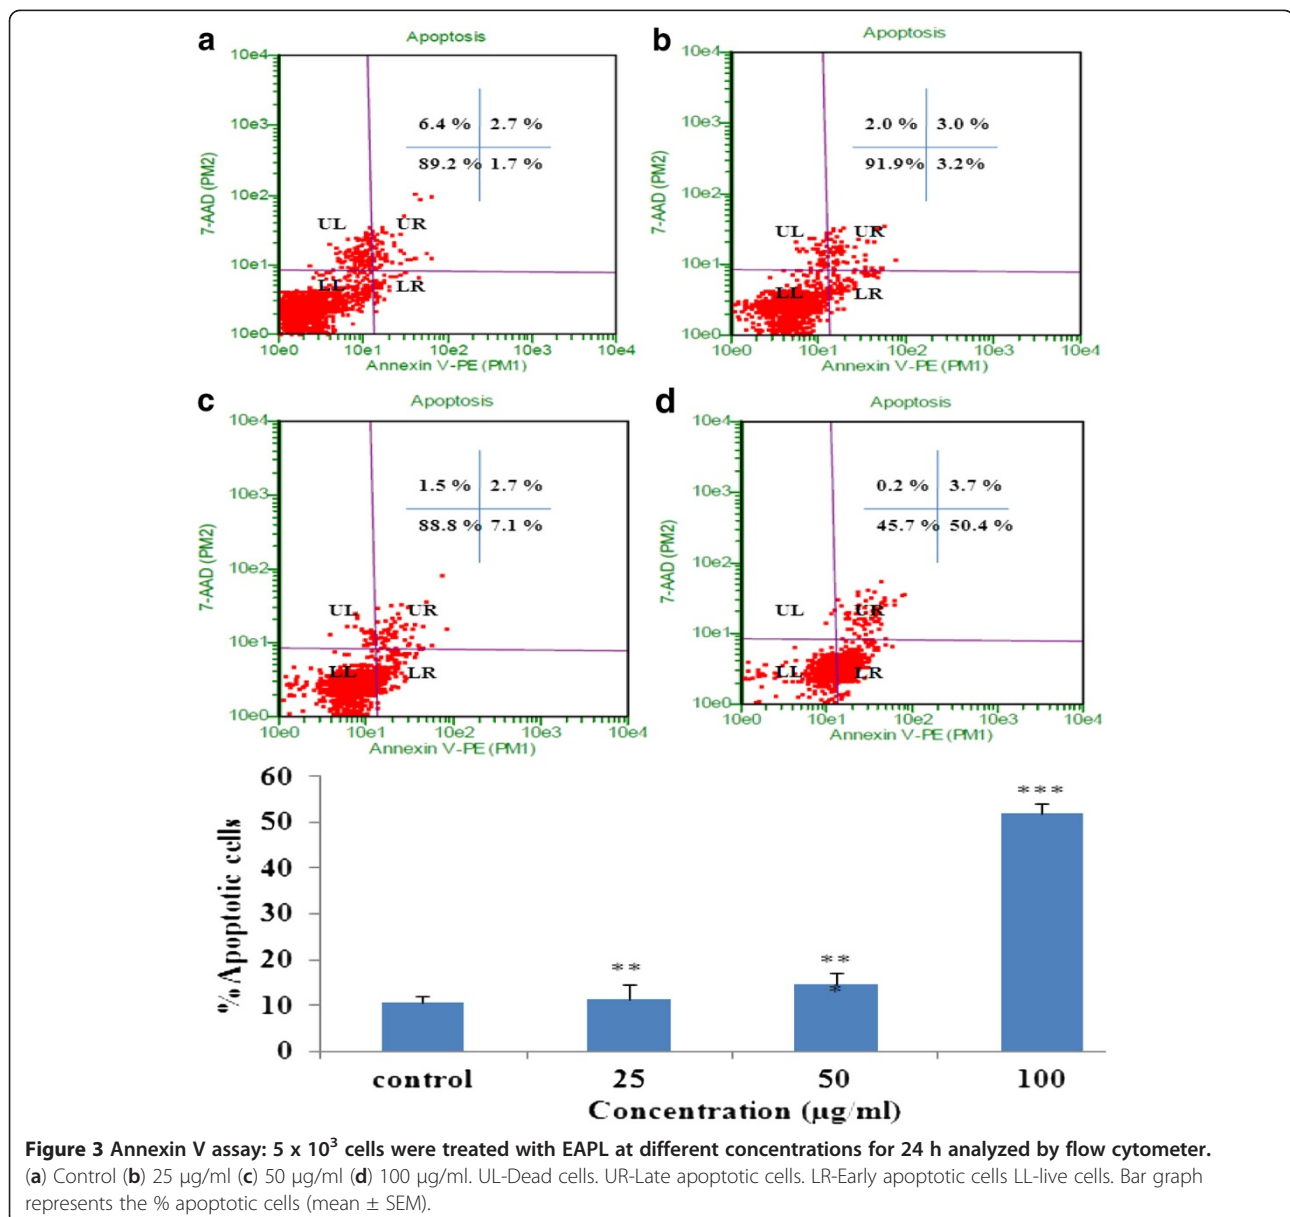 a
Apoptosis
10e4
10e3
10e2
10e1
10e0
7-AAD (PM2)
6.4 % 2.7 %
89.2 % 1.7 %
UL UR
LL LR
10e0 10e1 10e2 10e3 10e4
Annexin V-PE (PM1)
b
Apoptosis
10e4
10e3
10e2
10e1
10e0
7-AAD (PM2)
2.0 % 3.0 %
91.9% 3.2%
UL UR
LL LR
10e0 10e1 10e2 10e3 10e4
Annexin V-PE (PM1)
c
Apoptosis
10e4
10e3
10e2
10e1
10e0
7-AAD (PM2)
1.5 % 2.7 %
88.8 % 7.1 %
UL UR
LL LR
10e0 10e1 10e2 10e3 10e4
Annexin V-PE (PM1)
d
Apoptosis
10e4
10e3
10e2
10e1
10e0
7-AAD (PM2)
0.2 % 3.7 %
45.7 % 50.4 %
UL UR
LL LR
10e0 10e1 10e2 10e3 10e4
Annexin V-PE (PM1)
% Apoptotic cells
60
50
40
30
20
10
0
**
**
*
***
control 25 50 100
Concentration (µg/ml)
Figure 3 Annexin V assay: 5 x 10³ cells were treated with EAPL at different concentrations for 24 h analyzed by flow cytometer.
(a) Control (b) 25 µg/ml (c) 50 µg/ml (d) 100 µg/ml. UL-Dead cells. UR-Late apoptotic cells. LR-Early apoptotic cells LL-live cells. Bar graph
represents the % apoptotic cells (mean ± SEM).